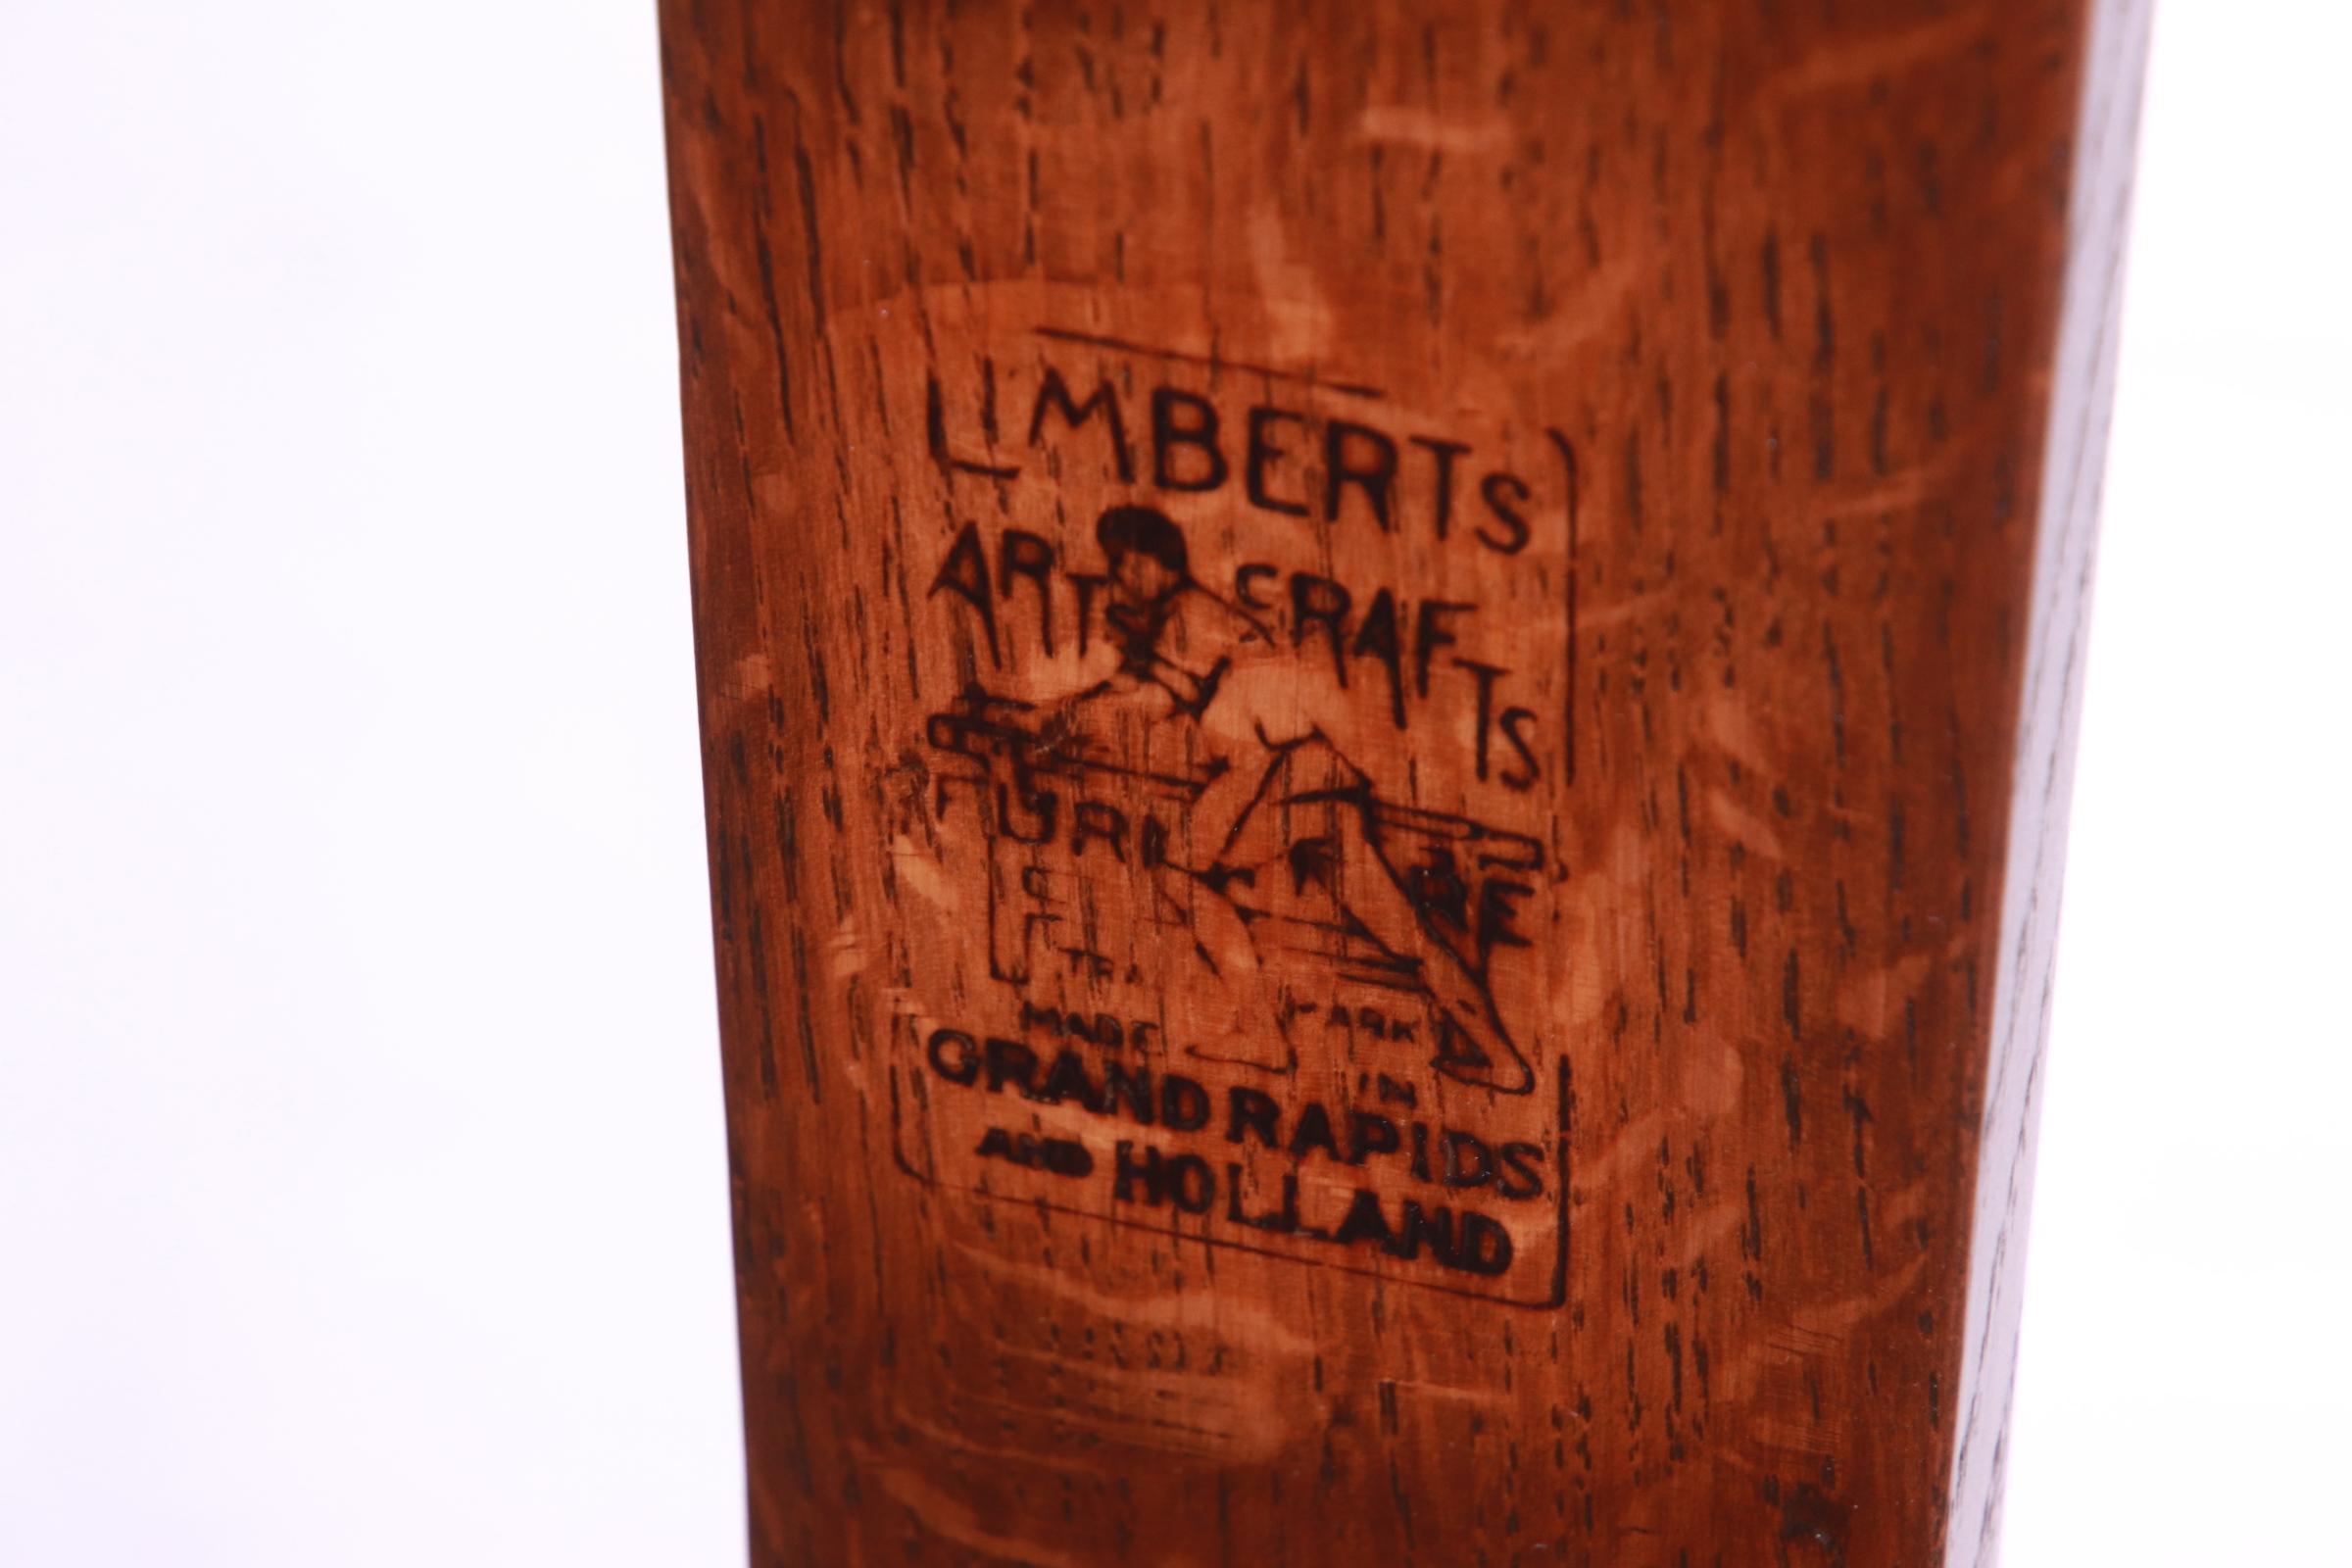 LIMBERTS
ARTS CRAFTS
MADE
IN
GRAND RAPIDS
AND HOLLAND